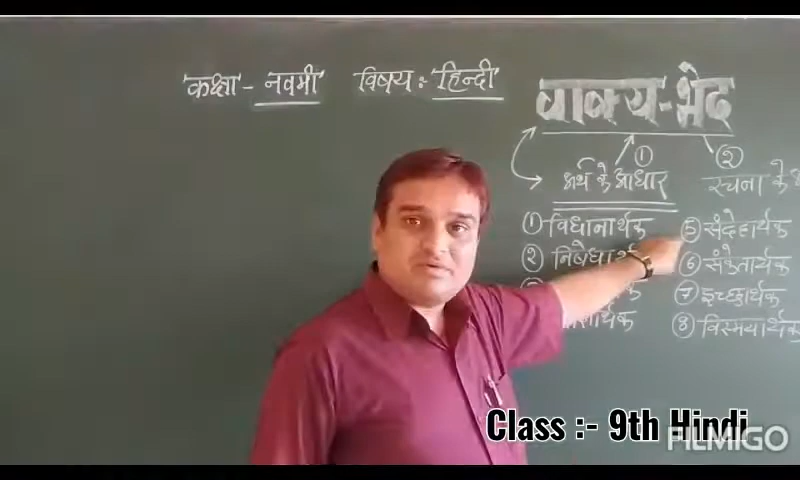 'कक्षा - नवमी' विषय : 'हिन्दी'
वाक्य-भेद
① ②
अर्थ के आधार रचना के
① विधानार्थक
② निषेधार्थ
⑤ संदेहार्थक
⑥ संकेतार्थक
⑦ इच्छार्थक
⑧ विस्मयार्थक
Class :- 9th Hindi
FILMIGO